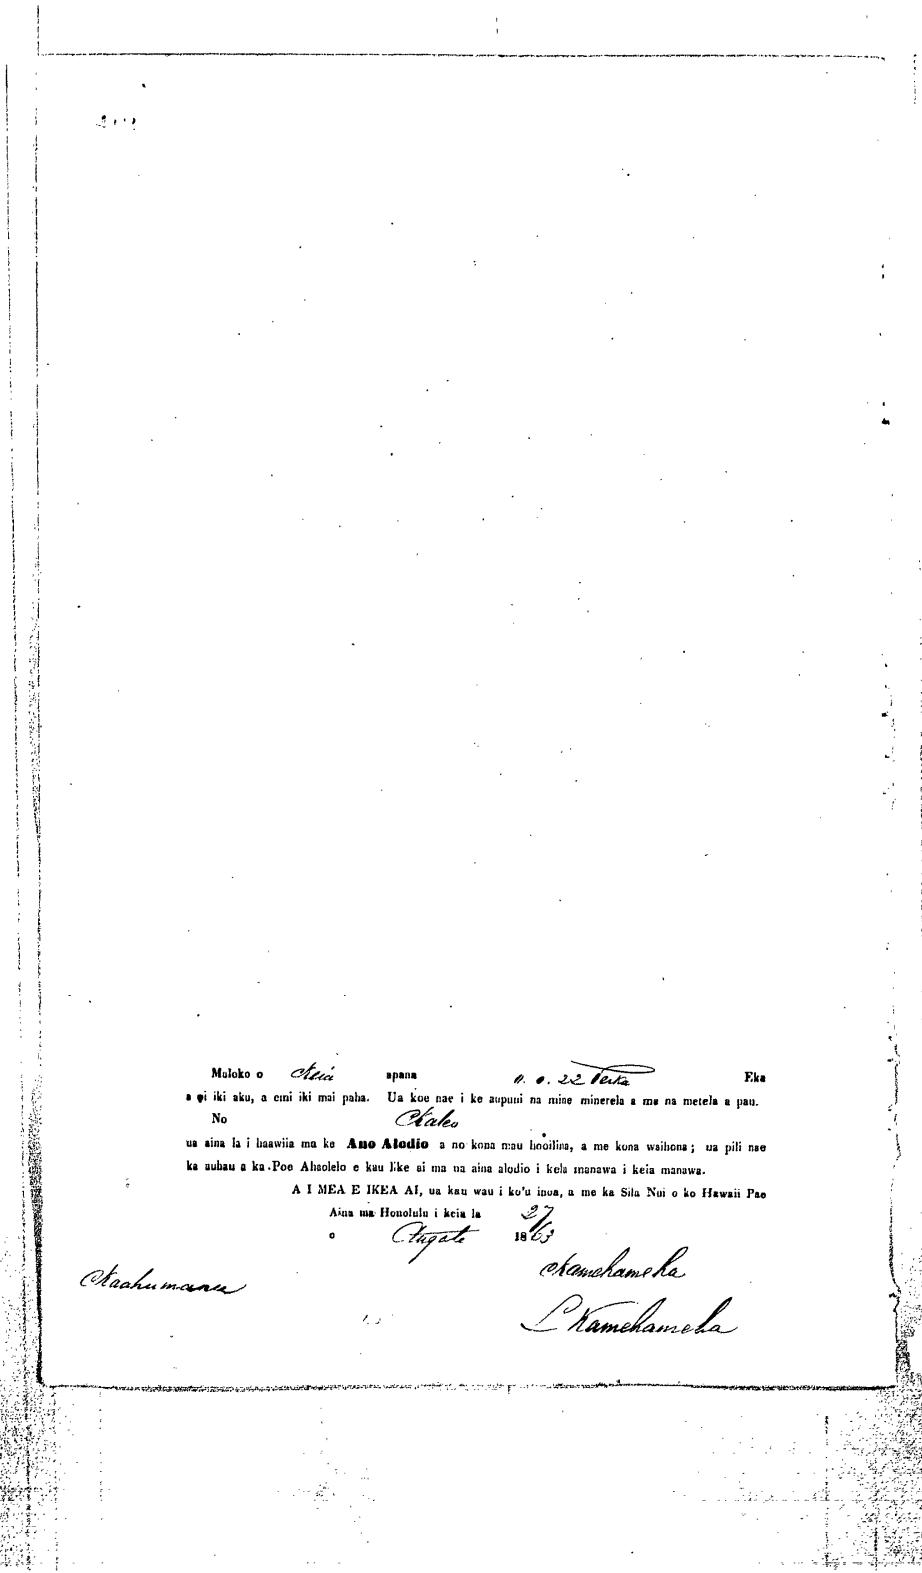 Maloko o Keia apana 0. 0. 22 Perka Eka
a oi iki aku, a emi iki mai paha. Ua koe nae i ke aupuni na mine minerela a me na metela a pau.
No Kaleo
ua aina la i haawiia ma ke Ano Alodio a no kona mau hooilina, a me kona waihona; ua pili nae
ka auhau a ka Poe Ahaolelo e kau like ai ma na aina alodio i kela manawa i keia manawa.
A I MEA E IKEA AI, ua kau wau i ko'u inoa, a me ka Sila Nui o ko Hawaii Pae
Aina ma Honolulu i keia la 27
o Augate 1863
Kamehameha
Kaahumanu
L Kamehameha